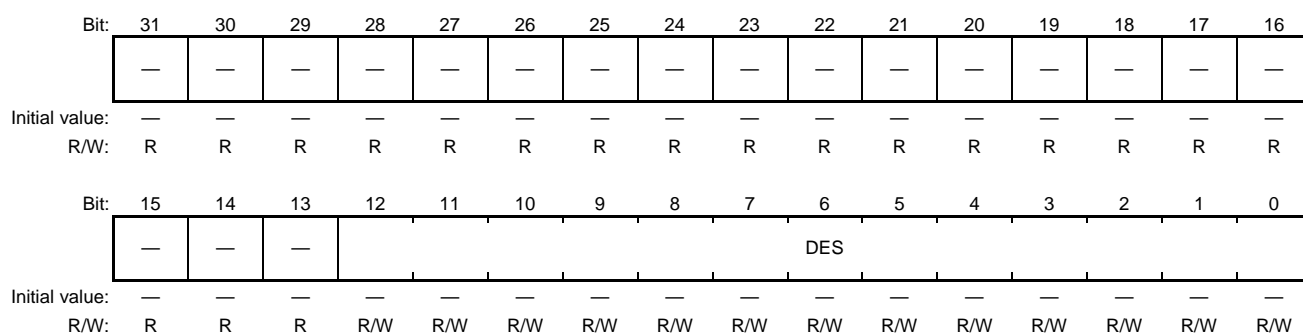 Bit: 31 30 29 28 27 26 25 24 23 22 21 20 19 18 17 16
— — — — — — — — — — — — — — — —
Initial value: — — — — — — — — — — — — — — — —
R/W: R R R R R R R R R R R R R R R R
Bit: 15 14 13 12 11 10 9 8 7 6 5 4 3 2 1 0
— — — DES
Initial value: — — — — — — — — — — — — — — — —
R/W: R R R R/W R/W R/W R/W R/W R/W R/W R/W R/W R/W R/W R/W R/W